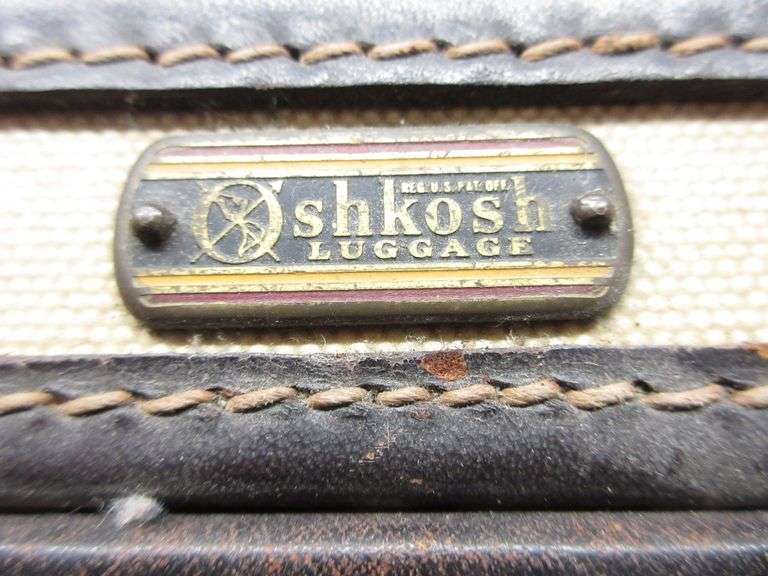 REG. U.S. PAT. OFF.
Oshkosh
LUGGAGE